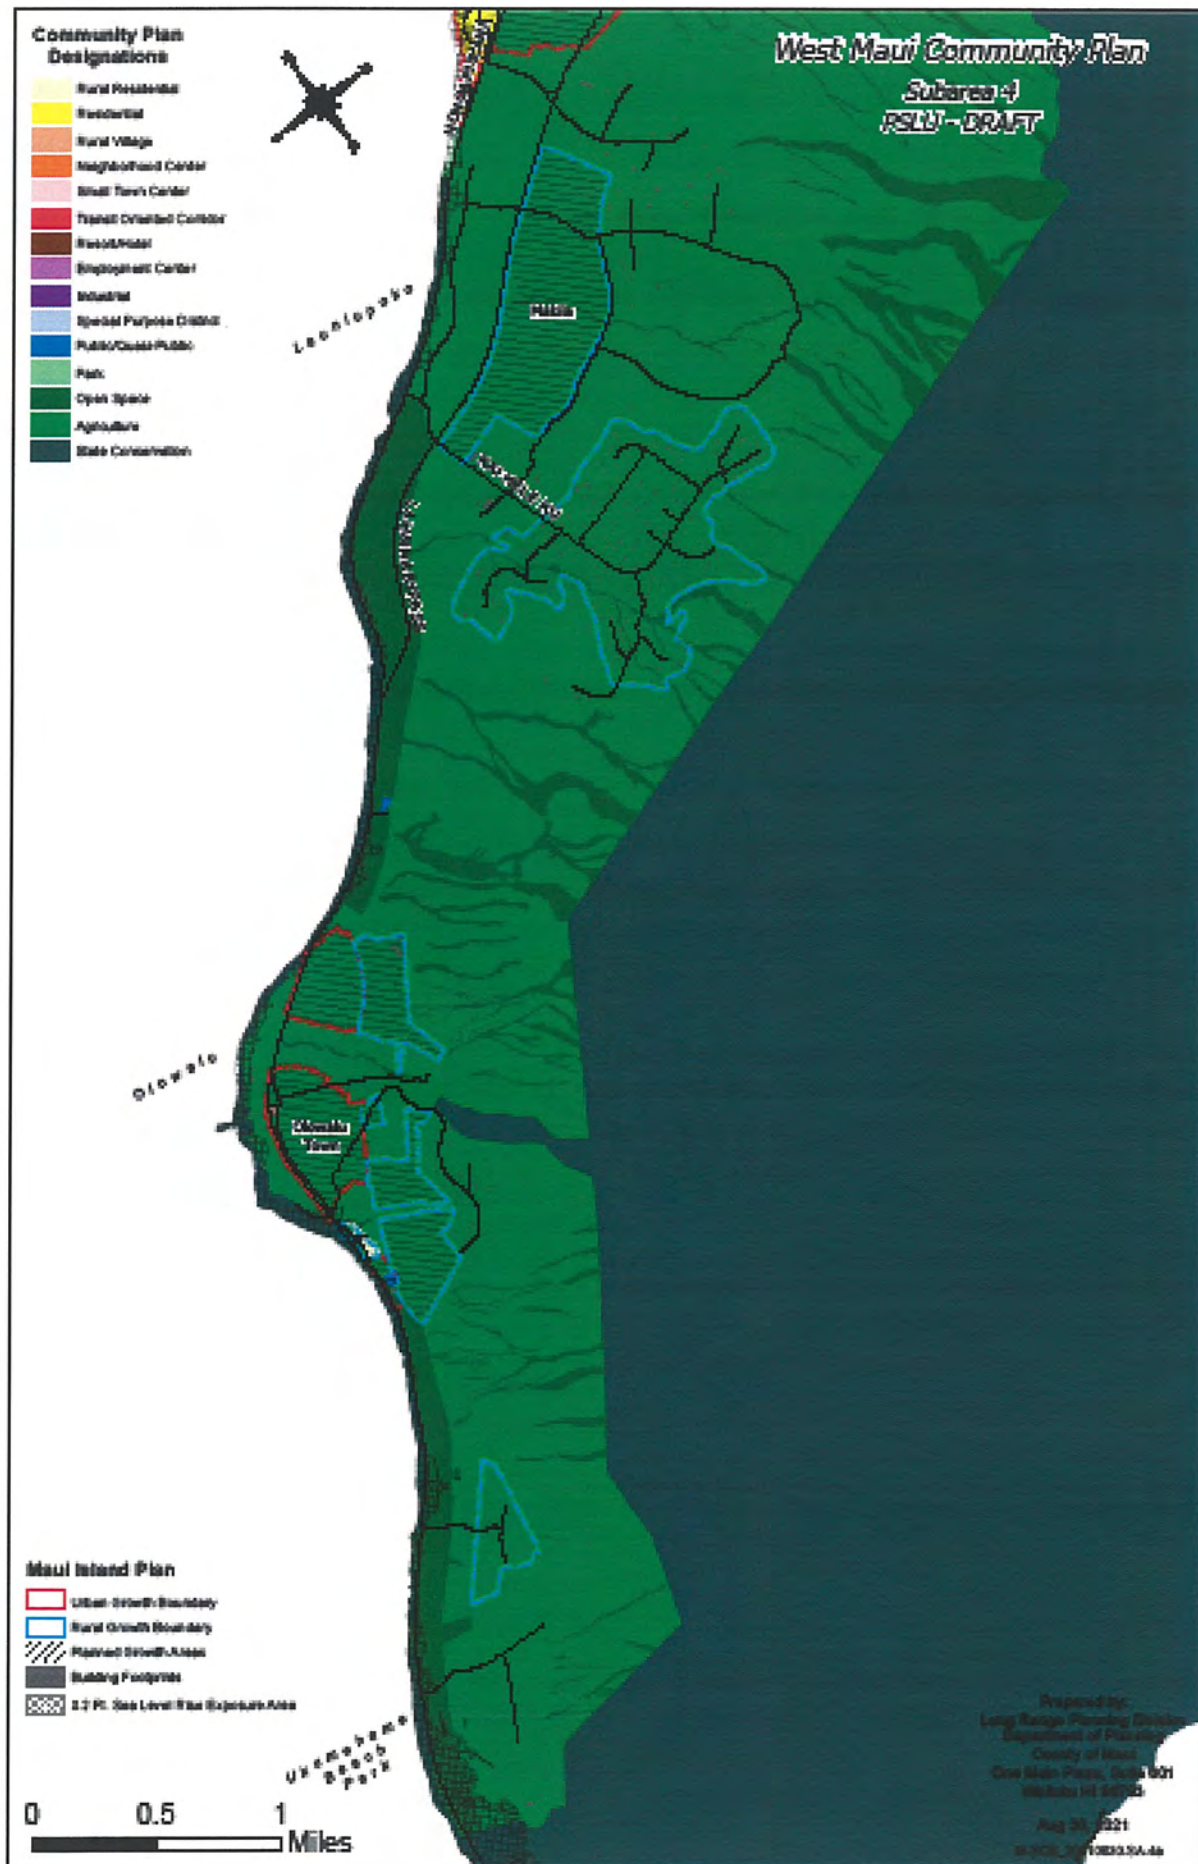 Community Plan
Designations
Rural Residential
Residential
Rural Village
Neighborhood Center
Small Town Center
Transit Oriented Corridor
Resort/Hotel
Employment Center
Industrial
Special Purpose District
Public/Quasi-Public
Park
Open Space
Agriculture
State Conservation
West Maui Community Plan
Subarea 4
PSLU - DRAFT
Launiupoko
Makila
Olowalu
Olowalu
Town
Ukumehame
Beach
Park
Maui Island Plan
Urban Growth Boundary
Rural Growth Boundary
Planned Growth Areas
Building Footprints
3.2 Ft. Sea Level Rise Exposure Area
0 0.5 1
Miles
Prepared by:
Long Range Planning Division
Department of Planning
County of Maui
One Main Plaza, Suite 601
Wailuku HI 96793
2021